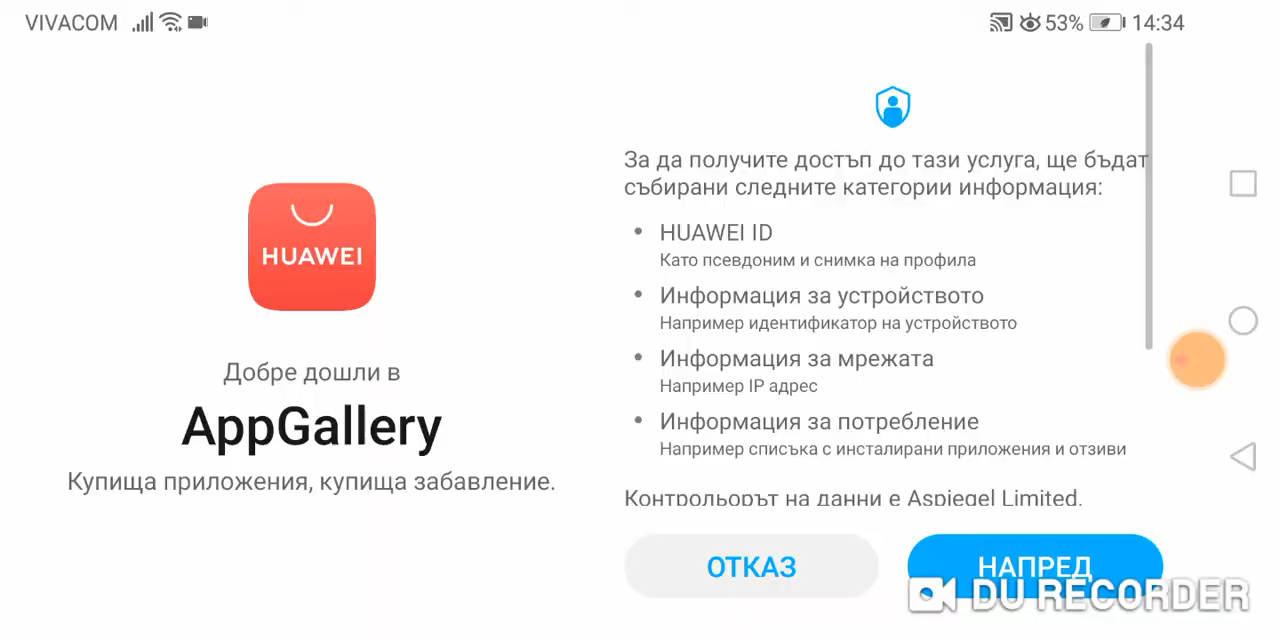 VIVACOM
53% 14:34
HUAWEI
Добре дошли в
AppGallery
Купища приложения, купища забавление.
За да получите достъп до тази услуга, ще бъдат
събирани следните категории информация:
• HUAWEI ID
Като псевдоним и снимка на профила
• Информация за устройството
Например идентификатор на устройството
• Информация за мрежата
Например IP адрес
• Информация за потребление
Например списъка с инсталирани приложения и отзиви
Контрольорът на данни е Aspiegel Limited.
ОТКАЗ
НАПРЕД
DU RECORDER